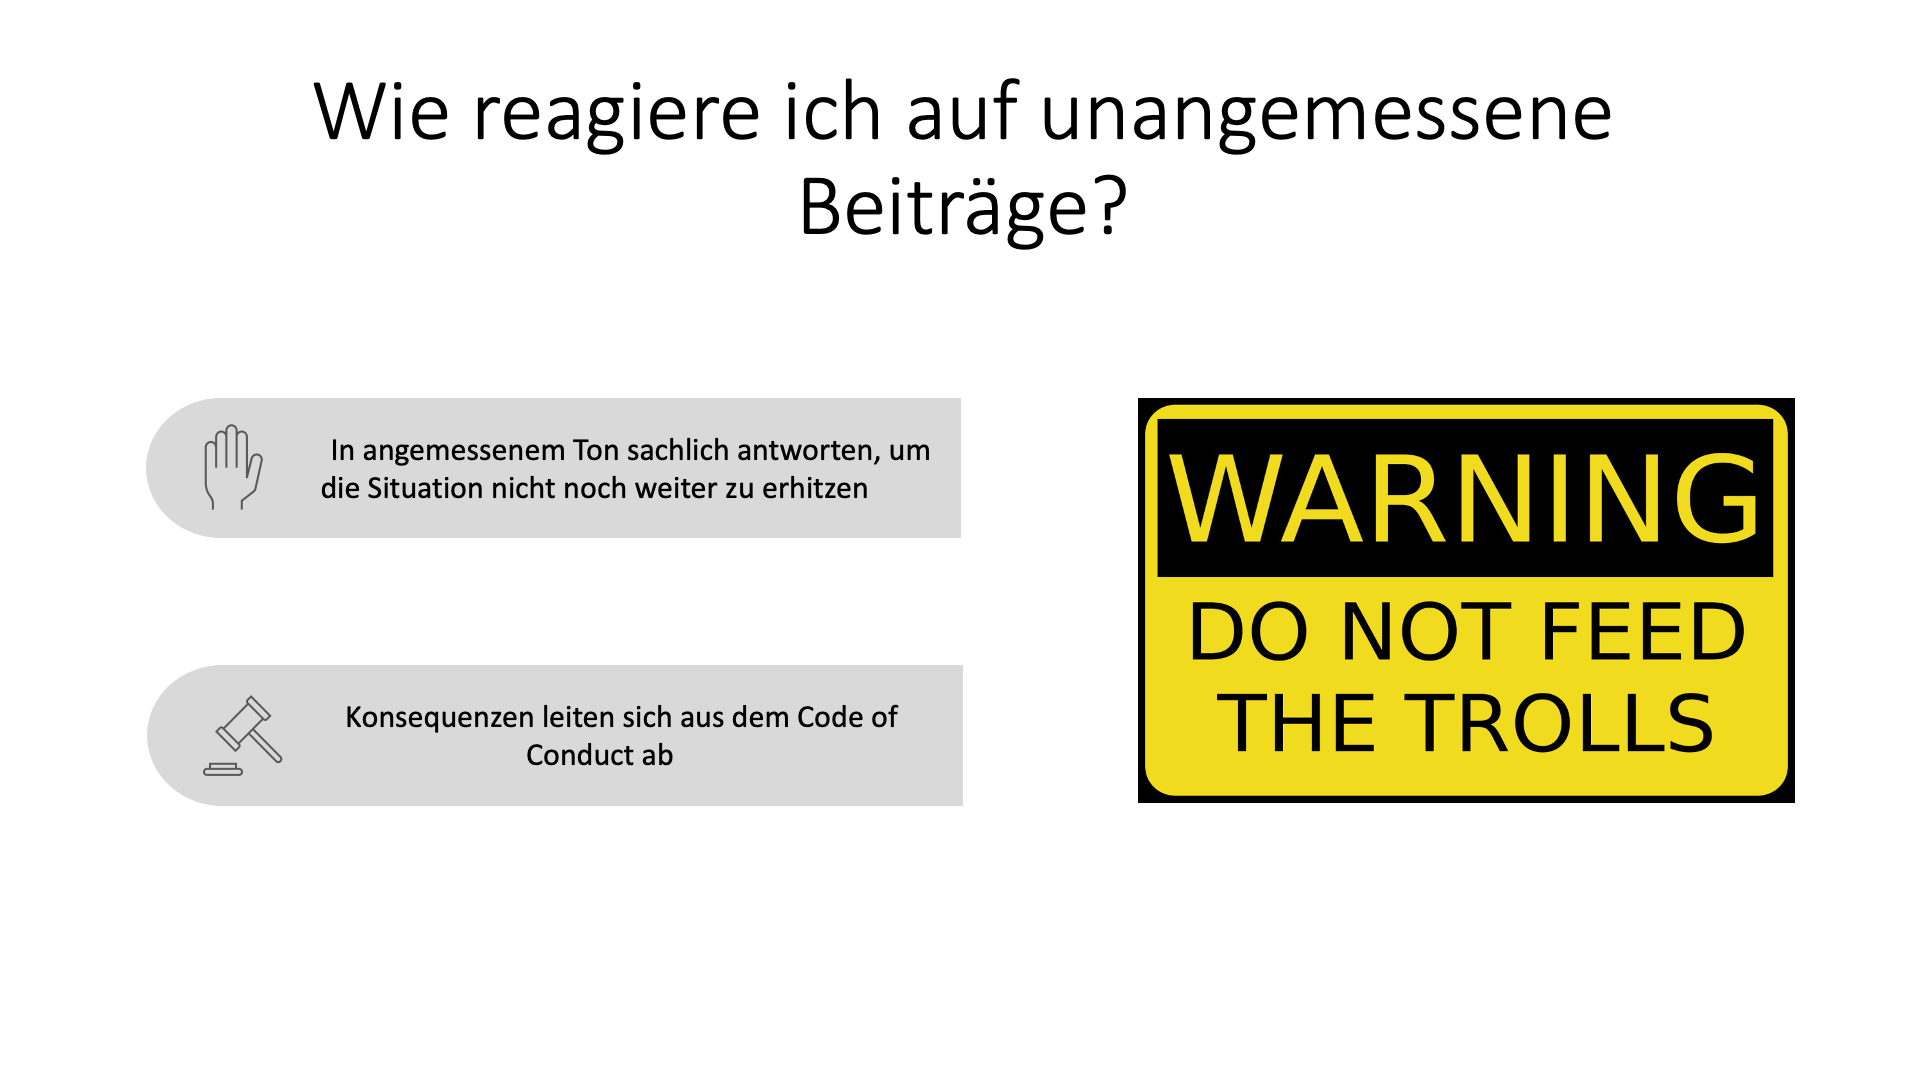 Wie reagiere ich auf unangemessene
Beiträge?
In angemessenem Ton sachlich antworten, um
die Situation nicht noch weiter zu erhitzen
Konsequenzen leiten sich aus dem Code of
Conduct ab
WARNING
DO NOT FEED
THE TROLLS